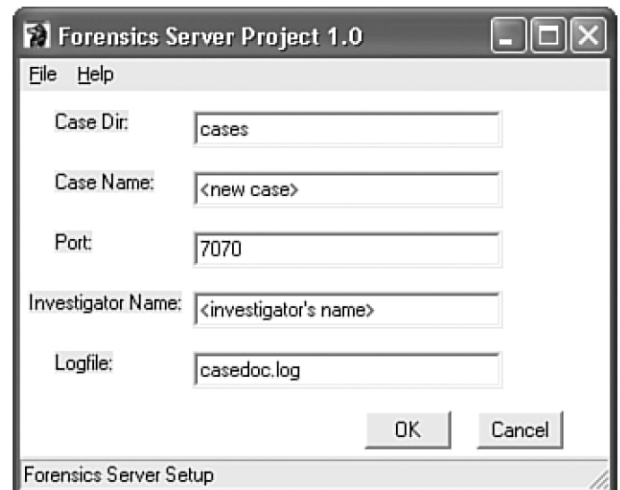 Forensics Server Project 1.0
File Help
Case Dir: cases
Case Name: <new case>
Port: 7070
Investigator Name: <investigator's name>
Logfile: casedoc.log
OK Cancel
Forensics Server Setup